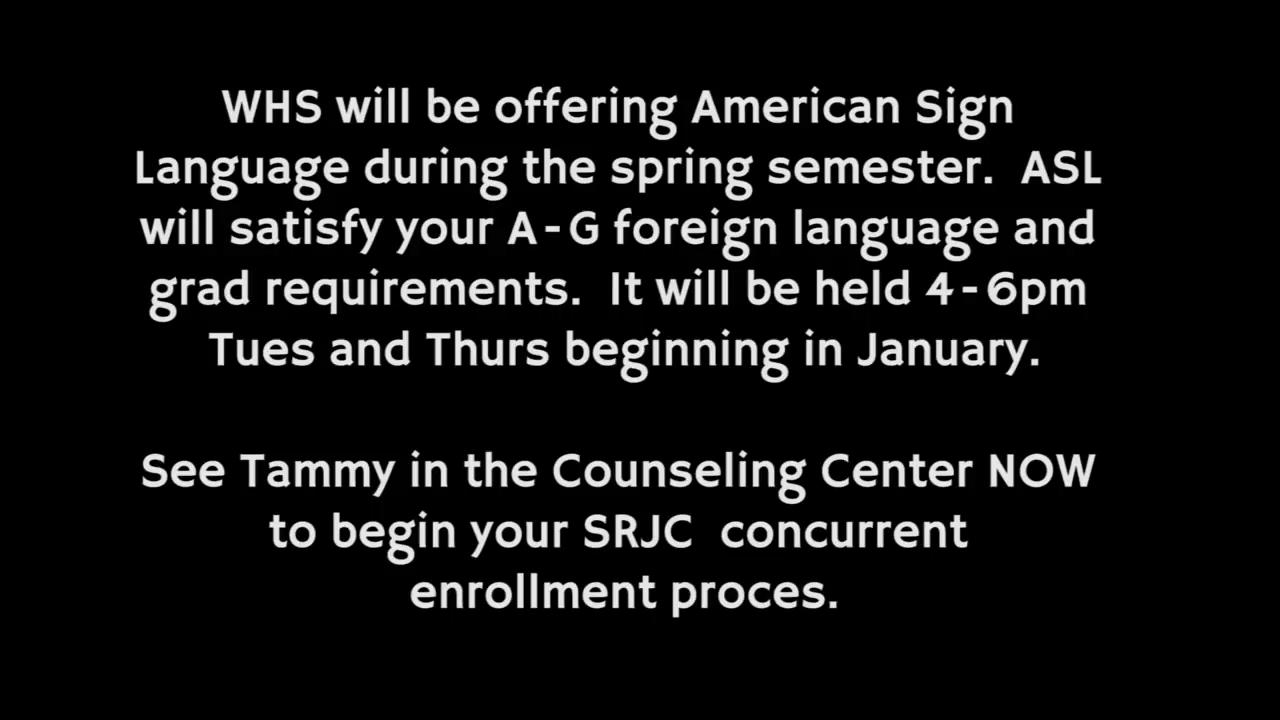 WHS will be offering American Sign
Language during the spring semester.  ASL
will satisfy your A-G foreign language and
grad requirements.  It will be held 4-6pm
Tues and Thurs beginning in January.
See Tammy in the Counseling Center NOW
to begin your SRJC  concurrent
enrollment proces.